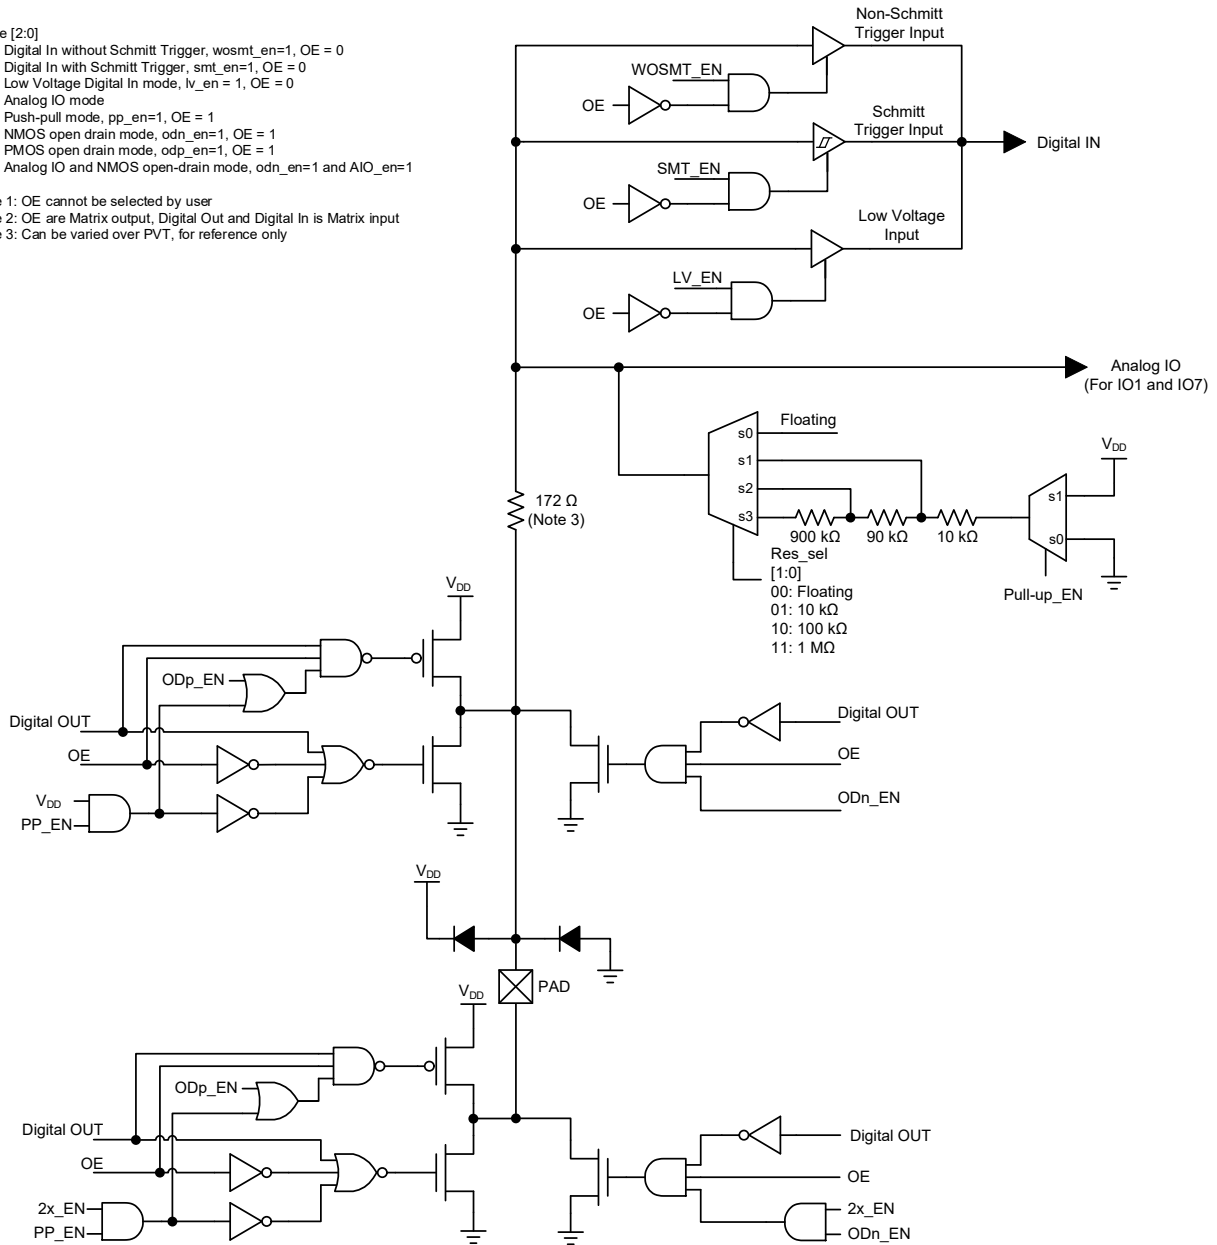 e [2:0]
Digital In without Schmitt Trigger, wosmt_en=1, OE = 0
Digital In with Schmitt Trigger, smt_en=1, OE = 0
Low Voltage Digital In mode, lv_en = 1, OE = 0
Analog IO mode
Push-pull mode, pp_en=1, OE = 1
NMOS open drain mode, odn_en=1, OE = 1
PMOS open drain mode, odp_en=1, OE = 1
Analog IO and NMOS open-drain mode, odn_en=1 and AIO_en=1
e 1: OE cannot be selected by user
e 2: OE are Matrix output, Digital Out and Digital In is Matrix input
e 3: Can be varied over PVT, for reference only
Non-Schmitt
Trigger Input
WOSMT_EN
OE
Schmitt
Trigger Input
Digital IN
SMT_EN
OE
Low Voltage
Input
LV_EN
OE
Analog IO
(For IO1 and IO7)
s0
Floating
s1
s2
s3
900 kΩ
90 kΩ
10 kΩ
VDD
s1
s0
Pull-up_EN
Res_sel
[1:0]
00: Floating
01: 10 kΩ
10: 100 kΩ
11: 1 MΩ
172 Ω
(Note 3)
VDD
ODp_EN
Digital OUT
OE
VDD
PP_EN
Digital OUT
OE
ODn_EN
VDD
PAD
VDD
ODp_EN
Digital OUT
OE
2x_EN
PP_EN
Digital OUT
OE
2x_EN
ODn_EN